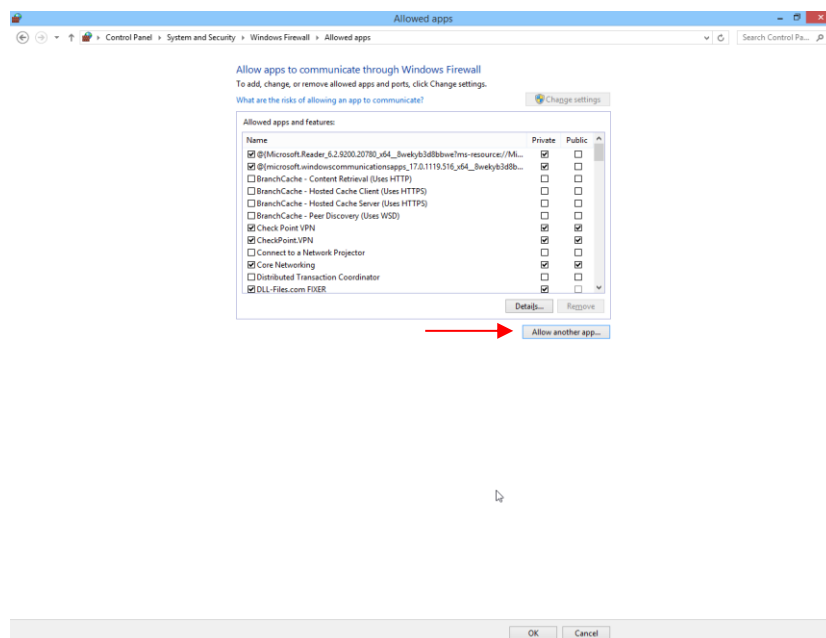 Allowed apps
Control Panel › System and Security › Windows Firewall › Allowed apps
Search Control Pa...
Allow apps to communicate through Windows Firewall
To add, change, or remove allowed apps and ports, click Change settings.
What are the risks of allowing an app to communicate?
Change settings
Allowed apps and features:
Name Private Public
@{Microsoft.Reader_6.2.9200.20780_x64__8wekyb3d8bbwe?ms-resource://Mi...
@{microsoft.windowscommunicationsapps_17.0.1119.516_x64__8wekyb3d8b...
BranchCache - Content Retrieval (Uses HTTP)
BranchCache - Hosted Cache Client (Uses HTTPS)
BranchCache - Hosted Cache Server (Uses HTTPS)
BranchCache - Peer Discovery (Uses WSD)
Check Point VPN
CheckPoint.VPN
Connect to a Network Projector
Core Networking
Distributed Transaction Coordinator
DLL-Files.com FIXER
Details... Remove
Allow another app...
OK Cancel